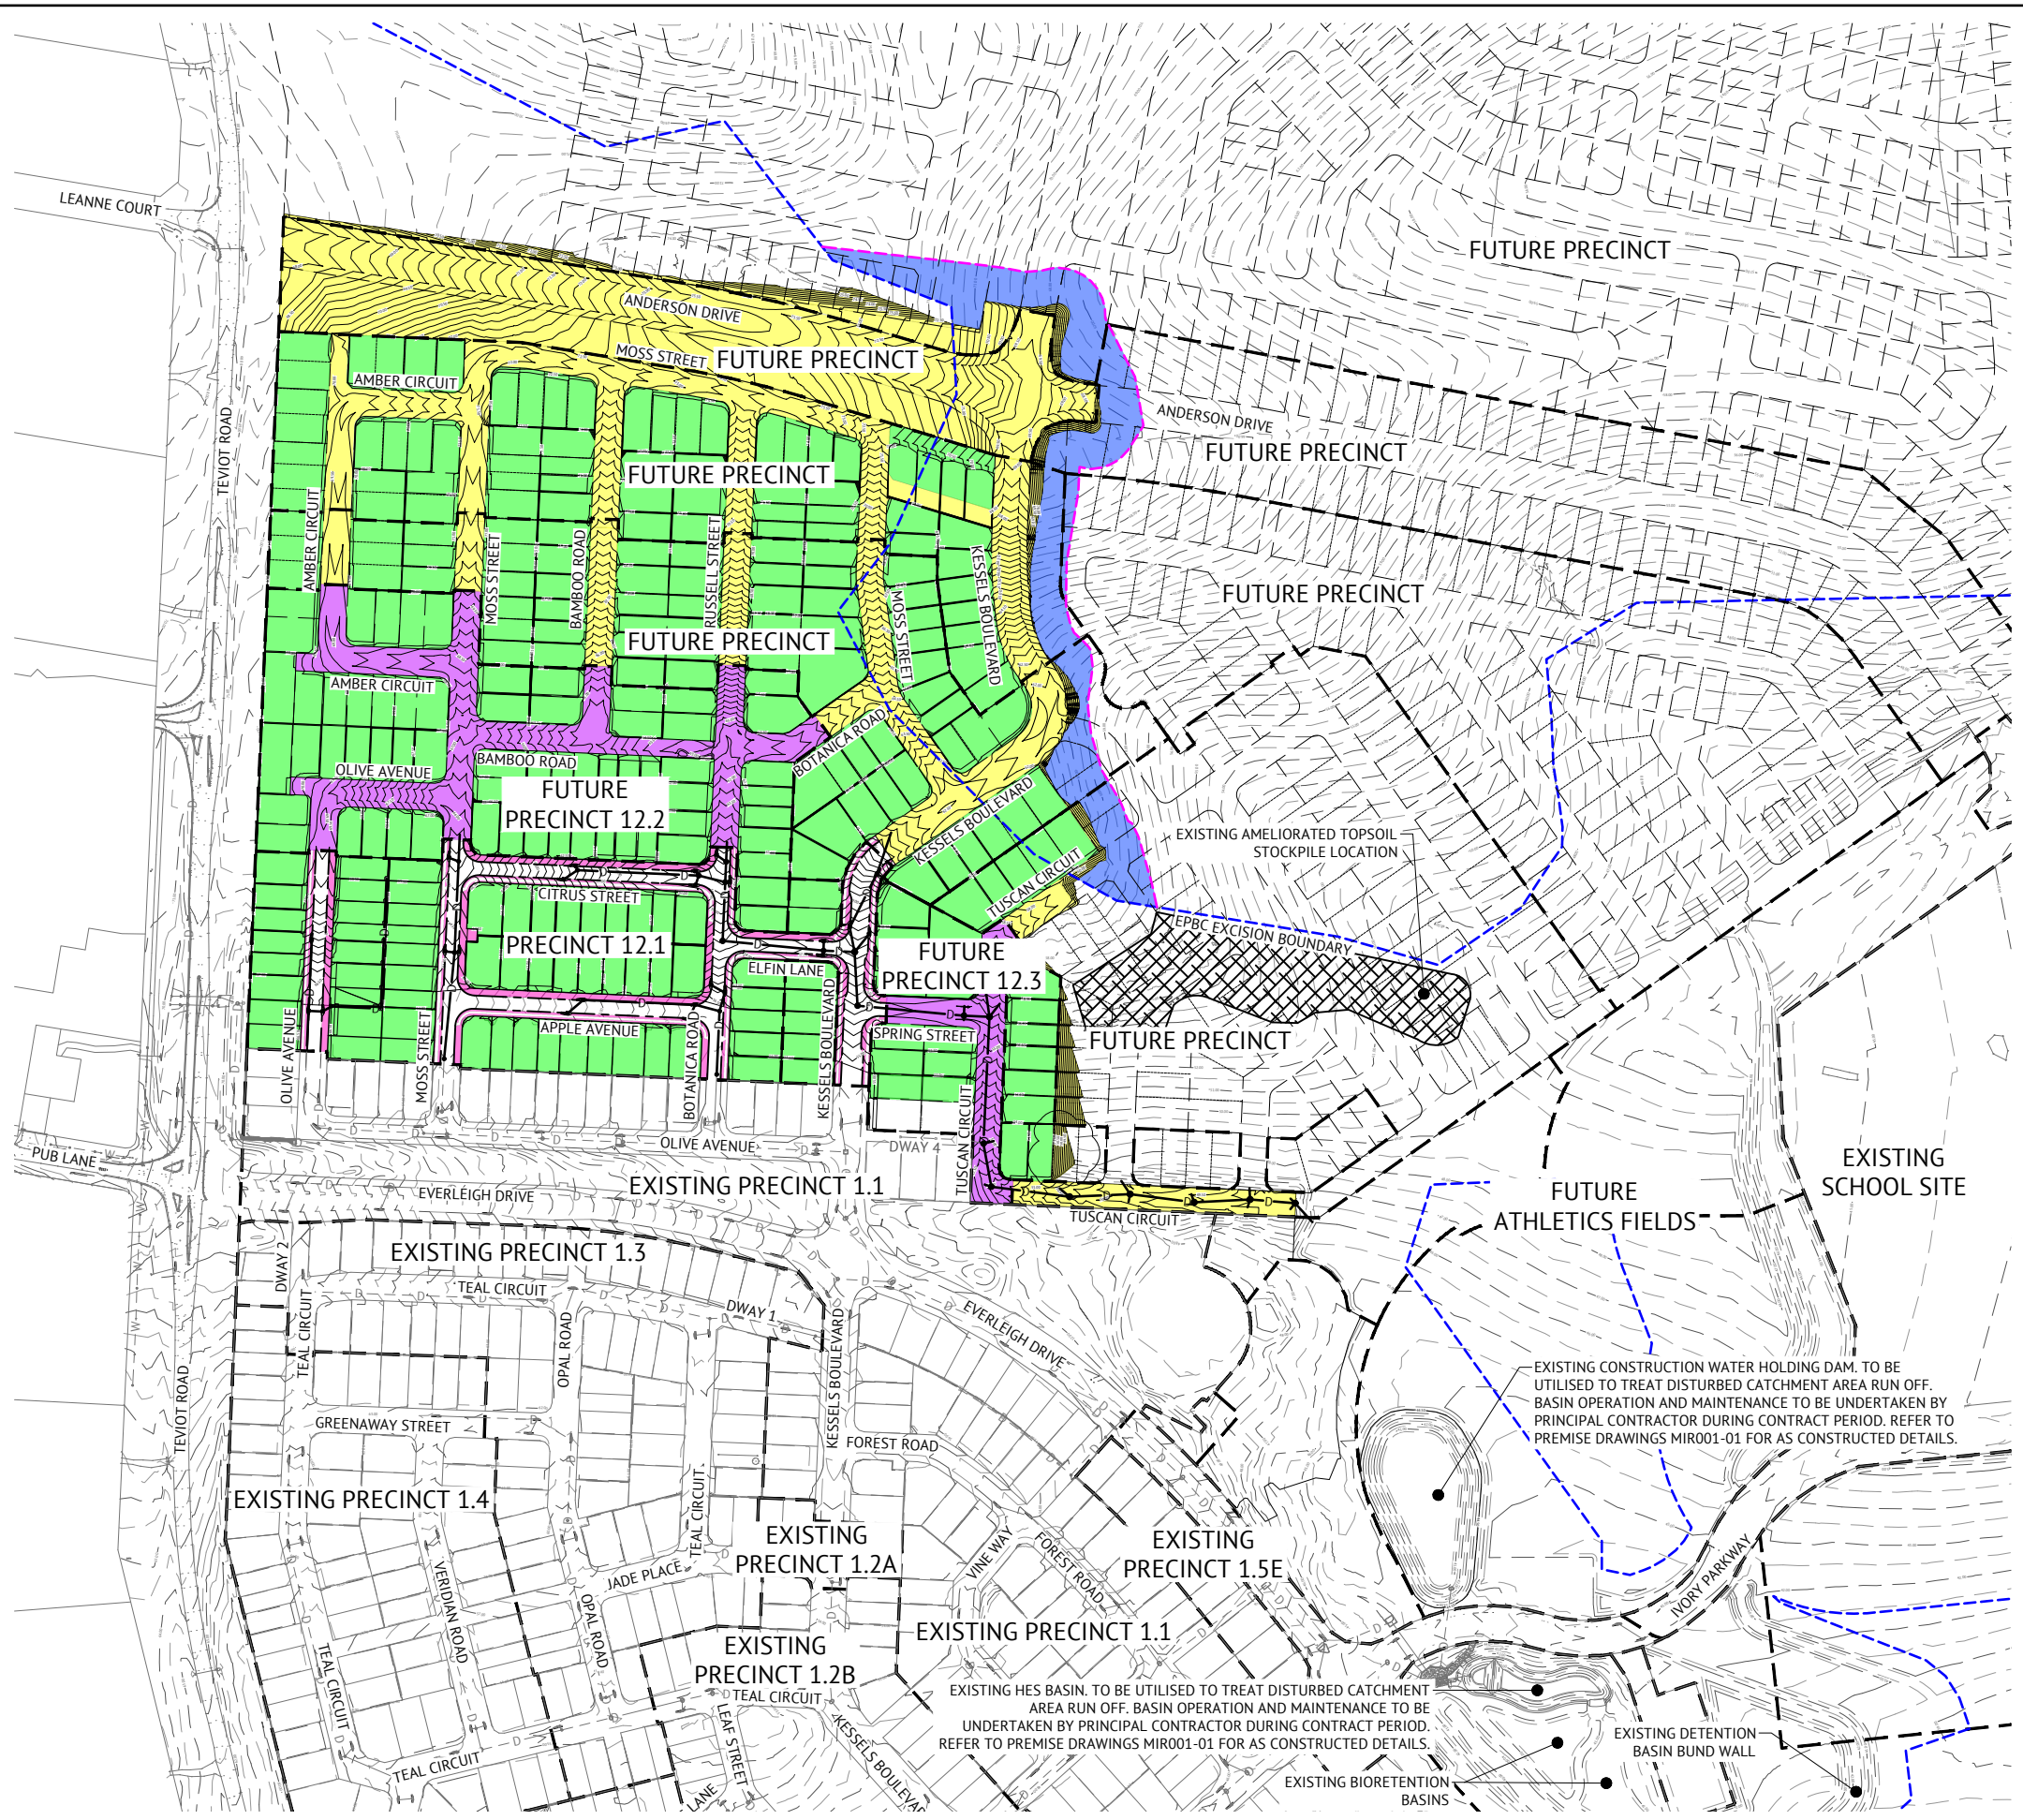 LEANNE COURT
FUTURE PRECINCT
ANDERSON DRIVE
MOSS STREET
FUTURE PRECINCT
AMBER CIRCUIT
TEVIOT ROAD
ANDERSON DRIVE
FUTURE PRECINCT
FUTURE PRECINCT
AMBER CIRCUIT
MOSS STREET
BAMBOO ROAD
RUSSELL STREET
KESSELS BOULEVARD
MOSS STREET
FUTURE PRECINCT
FUTURE PRECINCT
AMBER CIRCUIT
BOTANICA ROAD
OLIVE AVENUE
BAMBOO ROAD
FUTURE
PRECINCT 12.2
KESSELS BOULEVARD
EXISTING AMELIORATED TOPSOIL
STOCKPILE LOCATION
TUSCAN CIRCUIT
CITRUS STREET
EPBC EXCISION BOUNDARY
PRECINCT 12.1
FUTURE
PRECINCT 12.3
ELFIN LANE
OLIVE AVENUE
MOSS STREET
APPLE AVENUE
BOTANICA ROAD
KESSELS BOULEVARD
SPRING STREET
FUTURE PRECINCT
TUSCAN CIRCUIT
OLIVE AVENUE
DWAY 4
PUB LANE
EXISTING
SCHOOL SITE
EVERLEIGH DRIVE
EXISTING PRECINCT 1.1
FUTURE
ATHLETICS FIELDS
TUSCAN CIRCUIT
DWAY 2
EXISTING PRECINCT 1.3
TEAL CIRCUIT
TEAL CIRCUIT
DWAY 1
OPAL ROAD
KESSELS BOULEVARD
EVERLEIGH DRIVE
TEVIOT ROAD
EXISTING CONSTRUCTION WATER HOLDING DAM. TO BE
UTILISED TO TREAT DISTURBED CATCHMENT AREA RUN OFF.
BASIN OPERATION AND MAINTENANCE TO BE UNDERTAKEN BY
PRINCIPAL CONTRACTOR DURING CONTRACT PERIOD. REFER TO
PREMISE DRAWINGS MIR001-01 FOR AS CONSTRUCTED DETAILS.
GREENAWAY STREET
FOREST ROAD
TEAL CIRCUIT
EXISTING PRECINCT 1.4
EXISTING
PRECINCT 1.2A
VINE WAY
FOREST ROAD
EXISTING
PRECINCT 1.5E
IVORY PARKWAY
VERIDIAN ROAD
JADE PLACE
OPAL ROAD
EXISTING PRECINCT 1.1
EXISTING
PRECINCT 1.2B
TEAL CIRCUIT
TEAL CIRCUIT
LEAF STREET
KESSELS BOULEVAR
EXISTING HES BASIN. TO BE UTILISED TO TREAT DISTURBED CATCHMENT
AREA RUN OFF. BASIN OPERATION AND MAINTENANCE TO BE
UNDERTAKEN BY PRINCIPAL CONTRACTOR DURING CONTRACT PERIOD.
REFER TO PREMISE DRAWINGS MIR001-01 FOR AS CONSTRUCTED DETAILS.
EXISTING DETENTION
BASIN BUND WALL
TEAL CIRCUIT
LANE
EXISTING BIORETENTION
BASINS